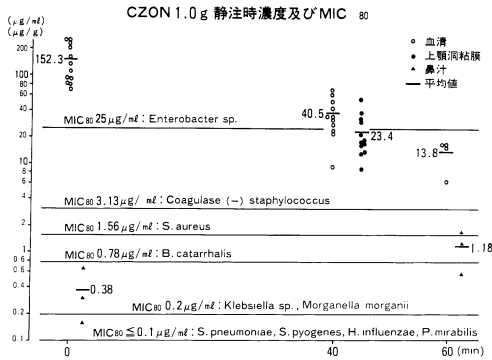 CZON 1.0g 静注時濃度及びMIC 80
(μg/ml)
(μg/g)
血清
上顎洞粘膜
鼻汁
平均値
200
100
80
60
40
20
10
8
6
4
2
1
0.8
0.6
0.4
0.2
0.1
152.3
40.5
23.4
13.8
1.18
0.38
MIC80 25μg/ml: Enterobacter sp.
MIC80 3.13μg/ ml: Coagulase (-) staphylococcus
MIC80 1.56μg/ml: S. aureus
MIC80 0.78μg/ml: B. catarrhalis
MIC80 0.2μg/ml: Klebsiella sp., Morganella morganii
MIC80 ≦0.1μg/ml: S. pneumoniae, S. pyogenes, H. influenzae, P. mirabilis
0 40 60 (min)